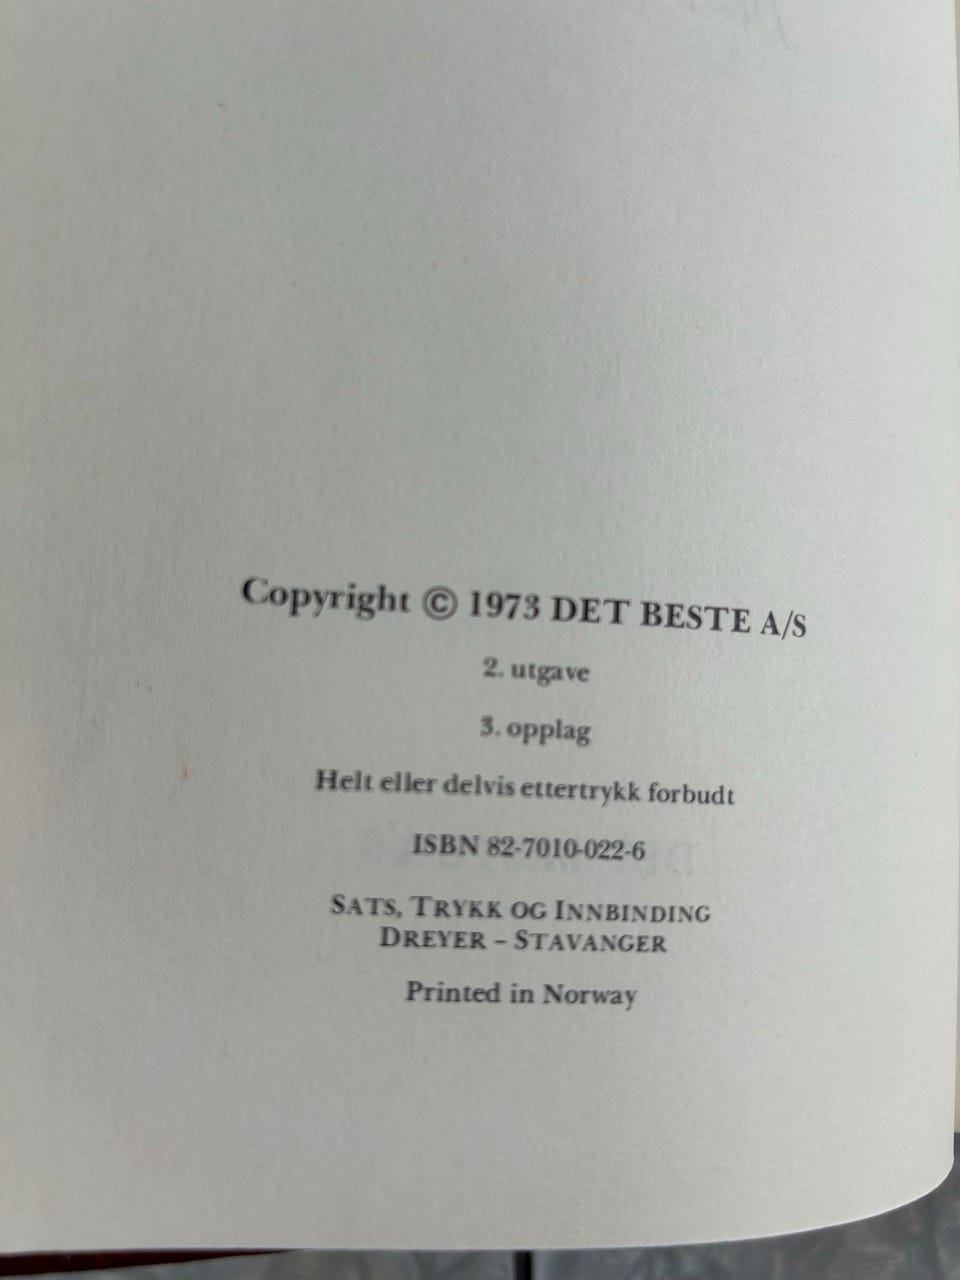 Copyright © 1973 DET BESTE A/S
2. utgave
3. opplag
Helt eller delvis ettertrykk forbudt
ISBN 82-7010-022-6
SATS, TRYKK OG INNBINDING
DREYER – STAVANGER
Printed in Norway